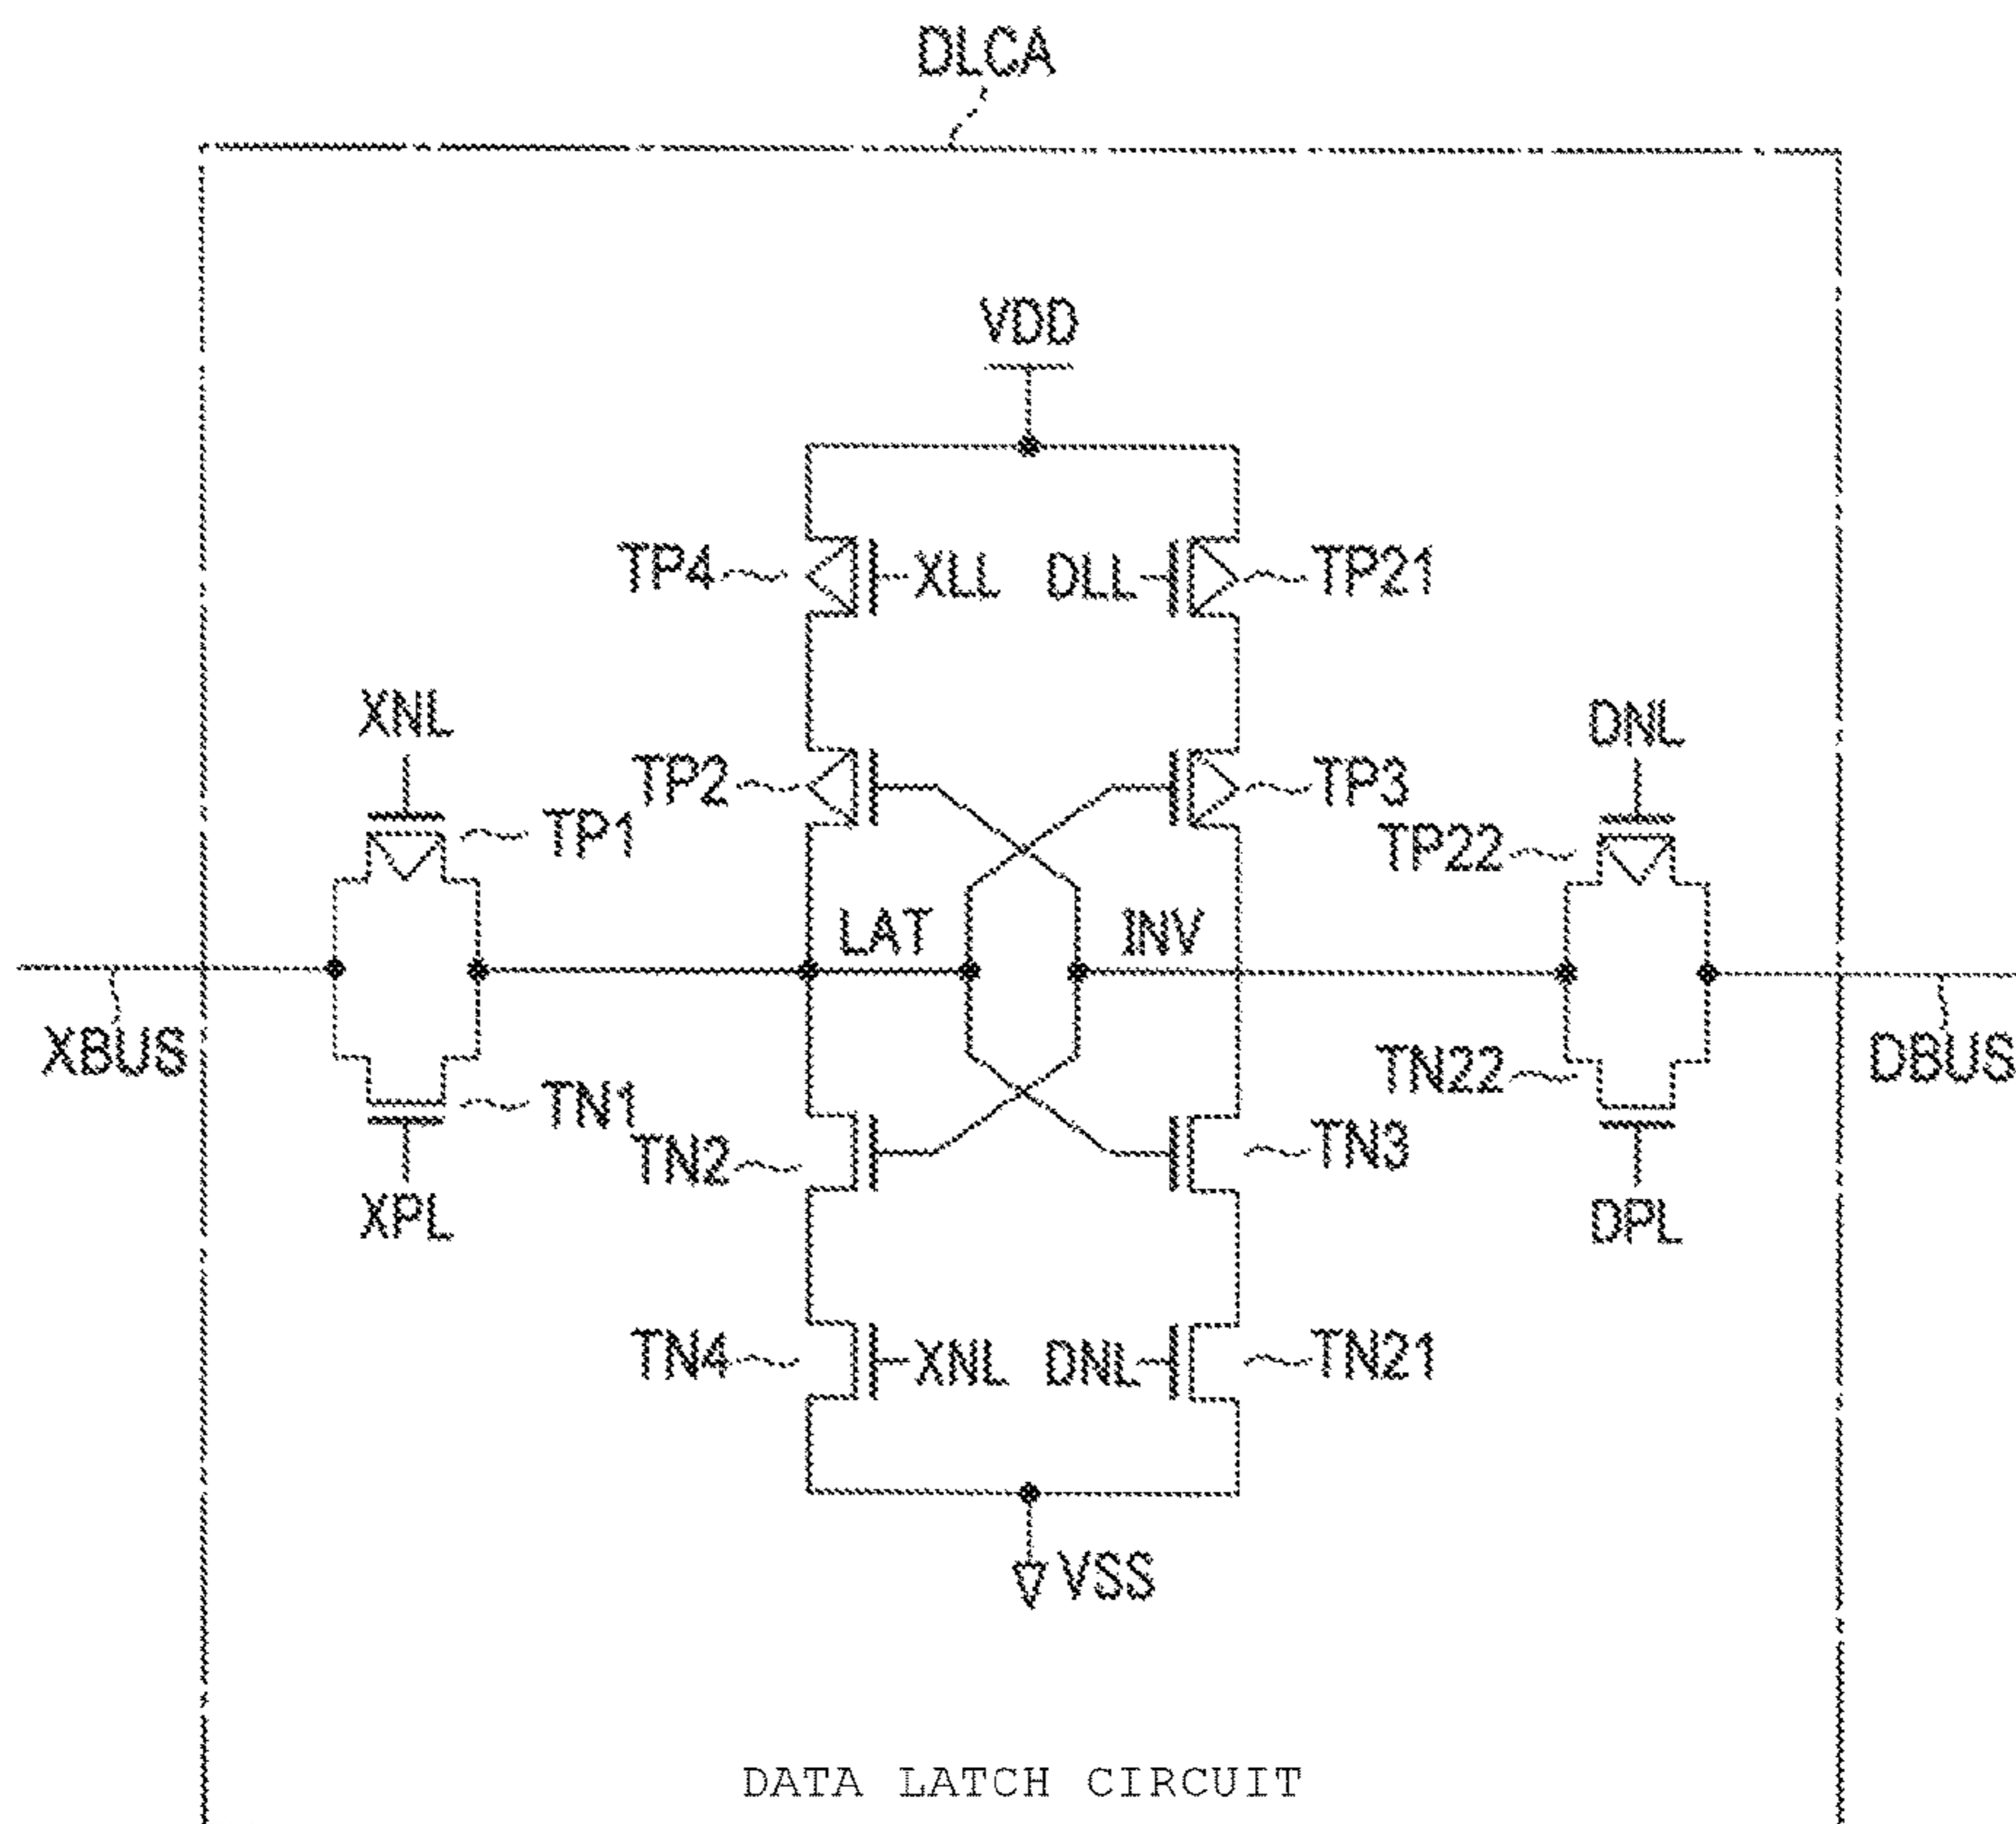 DLCA
VDD
TP4 XLL DLL TP21
XNL DNL
TP2 TP3
TP1 TP22
LAT INV
XBUS DBUS
TN1 TN22
TN2 TN3
XPL DPL
TN4 XNL DNL TN21
VSS
DATA LATCH CIRCUIT